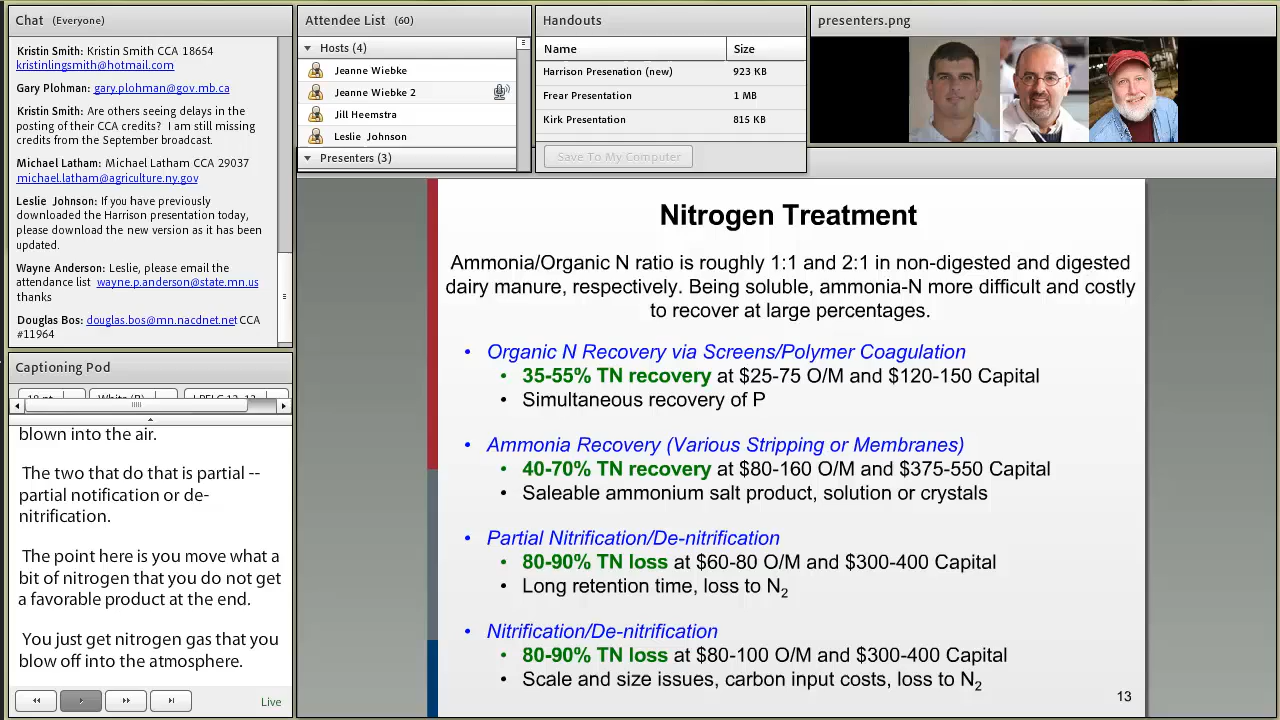 Chat (Everyone)
Kristin Smith: Kristin Smith CCA 18654
kristinlingsmith@hotmail.com
Gary Plohman: gary.plohman@gov.mb.ca
Kristin Smith: Are others seeing delays in the
posting of their CCA credits? I am still missing
credits from the September broadcast.
Michael Latham: Michael Latham CCA 29037
michael.latham@agriculture.ny.gov
Leslie Johnson: If you have previously
downloaded the Harrison presentation today,
please download the new version as it has been
updated.
Wayne Anderson: Leslie, please email the
attendance list wayne.p.anderson@state.mn.us
thanks
Douglas Bos: douglas.bos@mn.nacdnet.net CCA
#11964
Captioning Pod
blown into the air.
The two that do that is partial --
partial notification or de-
nitrification.
The point here is you move what a
bit of nitrogen that you do not get
a favorable product at the end.
You just get nitrogen gas that you
blow off into the atmosphere.
Live
Attendee List (60)
Hosts (4)
Jeanne Wiebke
Jeanne Wiebke 2
Jill Heemstra
Leslie Johnson
Presenters (3)
Handouts
Name Size
Harrison Presenation (new) 923 KB
Frear Presentation 1 MB
Kirk Presentation 815 KB
Save To My Computer
presenters.png
Nitrogen Treatment
Ammonia/Organic N ratio is roughly 1:1 and 2:1 in non-digested and digested
dairy manure, respectively. Being soluble, ammonia-N more difficult and costly
to recover at large percentages.
• Organic N Recovery via Screens/Polymer Coagulation
• 35-55% TN recovery at $25-75 O/M and $120-150 Capital
• Simultaneous recovery of P
• Ammonia Recovery (Various Stripping or Membranes)
• 40-70% TN recovery at $80-160 O/M and $375-550 Capital
• Saleable ammonium salt product, solution or crystals
• Partial Nitrification/De-nitrification
• 80-90% TN loss at $60-80 O/M and $300-400 Capital
• Long retention time, loss to N2
• Nitrification/De-nitrification
• 80-90% TN loss at $80-100 O/M and $300-400 Capital
• Scale and size issues, carbon input costs, loss to N2
13